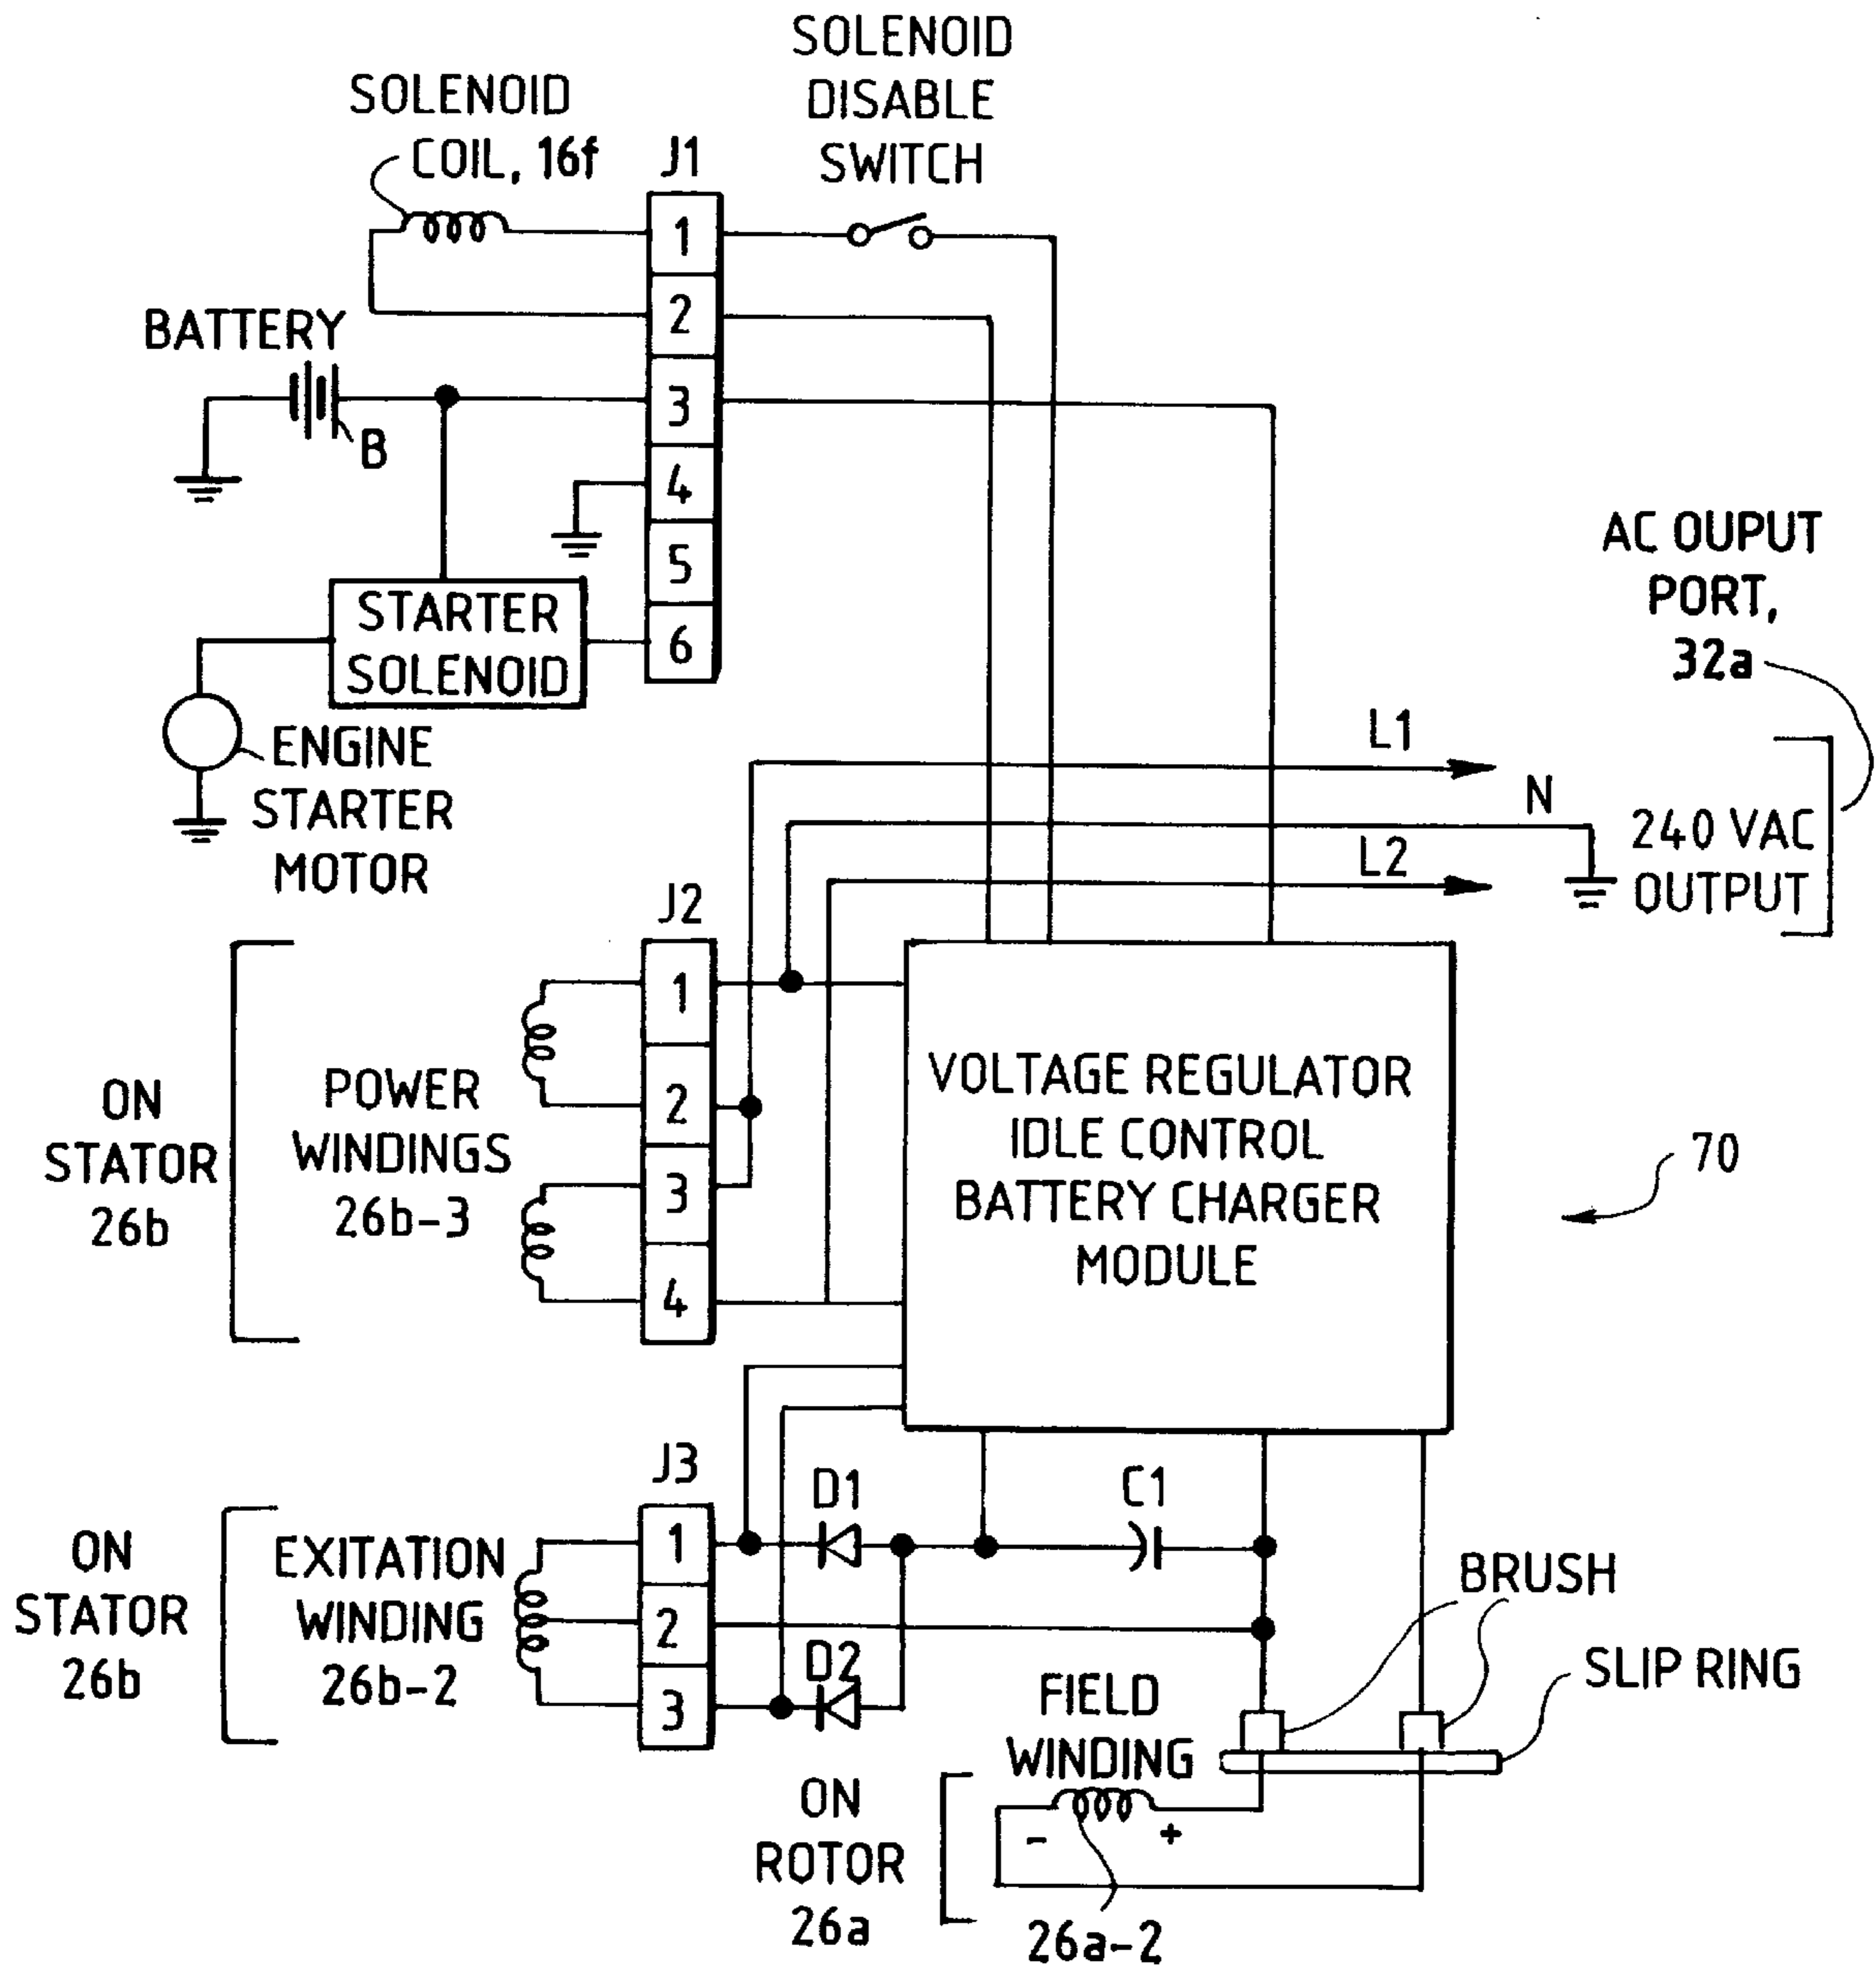 SOLENOID
DISABLE
SWITCH
SOLENOID
COIL, 16f
J1
1
2
3
4
5
6
BATTERY
B
STARTER
SOLENOID
ENGINE
STARTER
MOTOR
AC OUPUT
PORT,
32a
L1
N
L2
240 VAC
OUTPUT
J2
1
2
3
4
ON
STATOR
26b
POWER
WINDINGS
26b-3
VOLTAGE REGULATOR
IDLE CONTROL
BATTERY CHARGER
MODULE
70
J3
1
2
3
D1
C1
D2
ON
STATOR
26b
EXITATION
WINDING
26b-2
BRUSH
SLIP RING
FIELD
WINDING
- +
ON
ROTOR
26a
26a-2